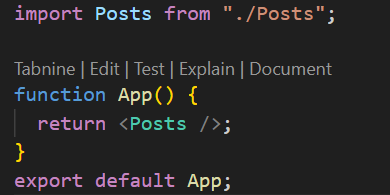 import Posts from "./Posts";
Tabnine | Edit | Test | Explain | Document
function App() {
  return <Posts />;
}
export default App;